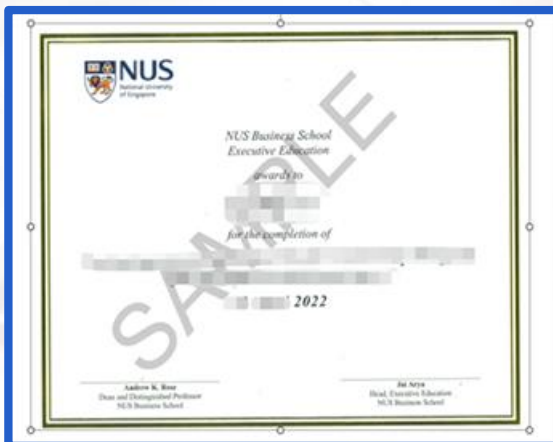 NUS
National University
of Singapore
NUS Business School
Executive Education
awards to
for the completion of
2022
SAMPLE
Andrew K. Rose
Dean and Distinguished Professor
NUS Business School
Jai Arya
Head, Executive Education
NUS Business School